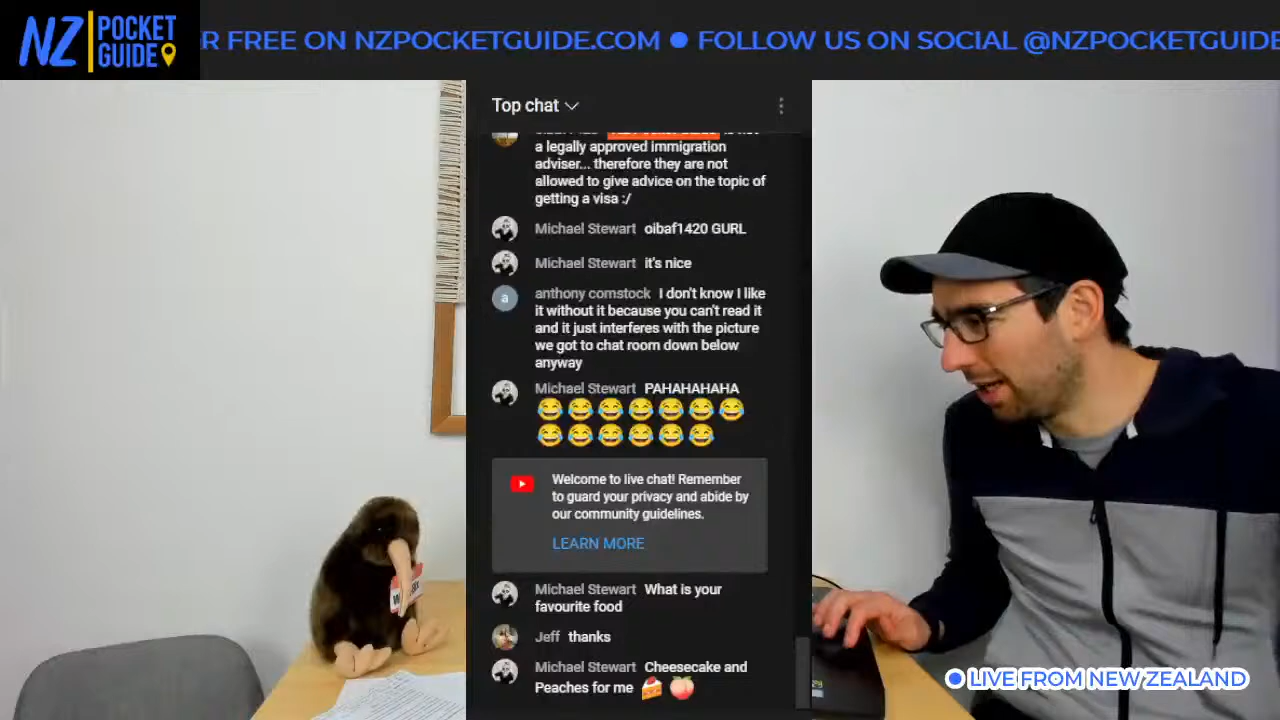 NZ POCKET GUIDE
R FREE ON NZPOCKETGUIDE.COM ● FOLLOW US ON SOCIAL @NZPOCKETGUIDE
Top chat
a legally approved immigration
adviser... therefore they are not
allowed to give advice on the topic of
getting a visa :/
Michael Stewart oibaf1420 GURL
Michael Stewart it's nice
a
anthony comstock I don't know I like
it without it because you can't read it
and it just interferes with the picture
we got to chat room down below
anyway
Michael Stewart PAHAHAHAHA
😂😂😂😂😂😂😂
😂😂😂😂😂😂
Welcome to live chat! Remember
to guard your privacy and abide by
our community guidelines.
LEARN MORE
Michael Stewart What is your
favourite food
Jeff thanks
Michael Stewart Cheesecake and
Peaches for me 🍰 🍑
LIVE FROM NEW ZEALAND